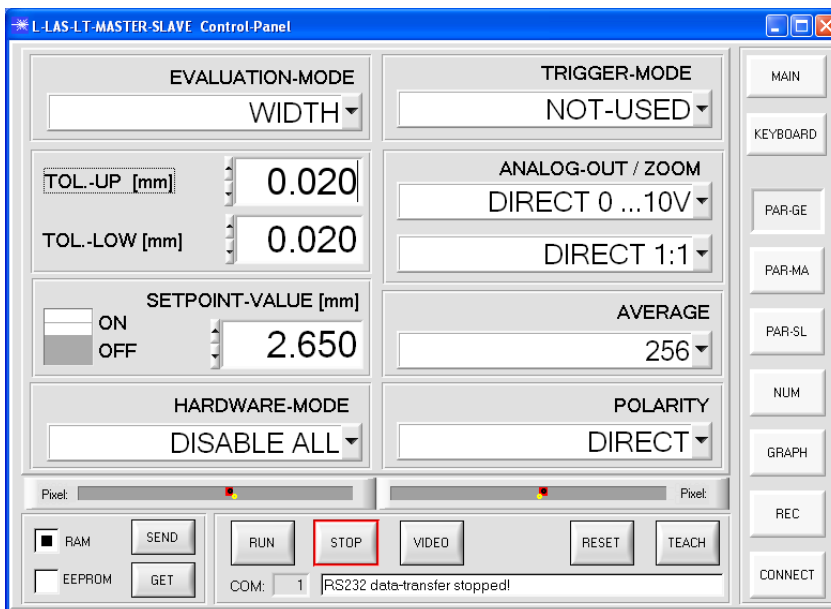 L-LAS-LT-MASTER-SLAVE Control-Panel
EVALUATION-MODE
WIDTH
TRIGGER-MODE
NOT-USED
TOL.-UP [mm]
0.020
TOL.-LOW [mm]
0.020
ANALOG-OUT / ZOOM
DIRECT 0 ...10V
DIRECT 1:1
SETPOINT-VALUE [mm]
ON
OFF
2.650
AVERAGE
256
HARDWARE-MODE
DISABLE ALL
POLARITY
DIRECT
Pixel:
Pixel:
RAM
SEND
EEPROM
GET
RUN
STOP
VIDEO
RESET
TEACH
COM:
1
RS232 data-transfer stopped!
MAIN
KEYBOARD
PAR-GE
PAR-MA
PAR-SL
NUM
GRAPH
REC
CONNECT